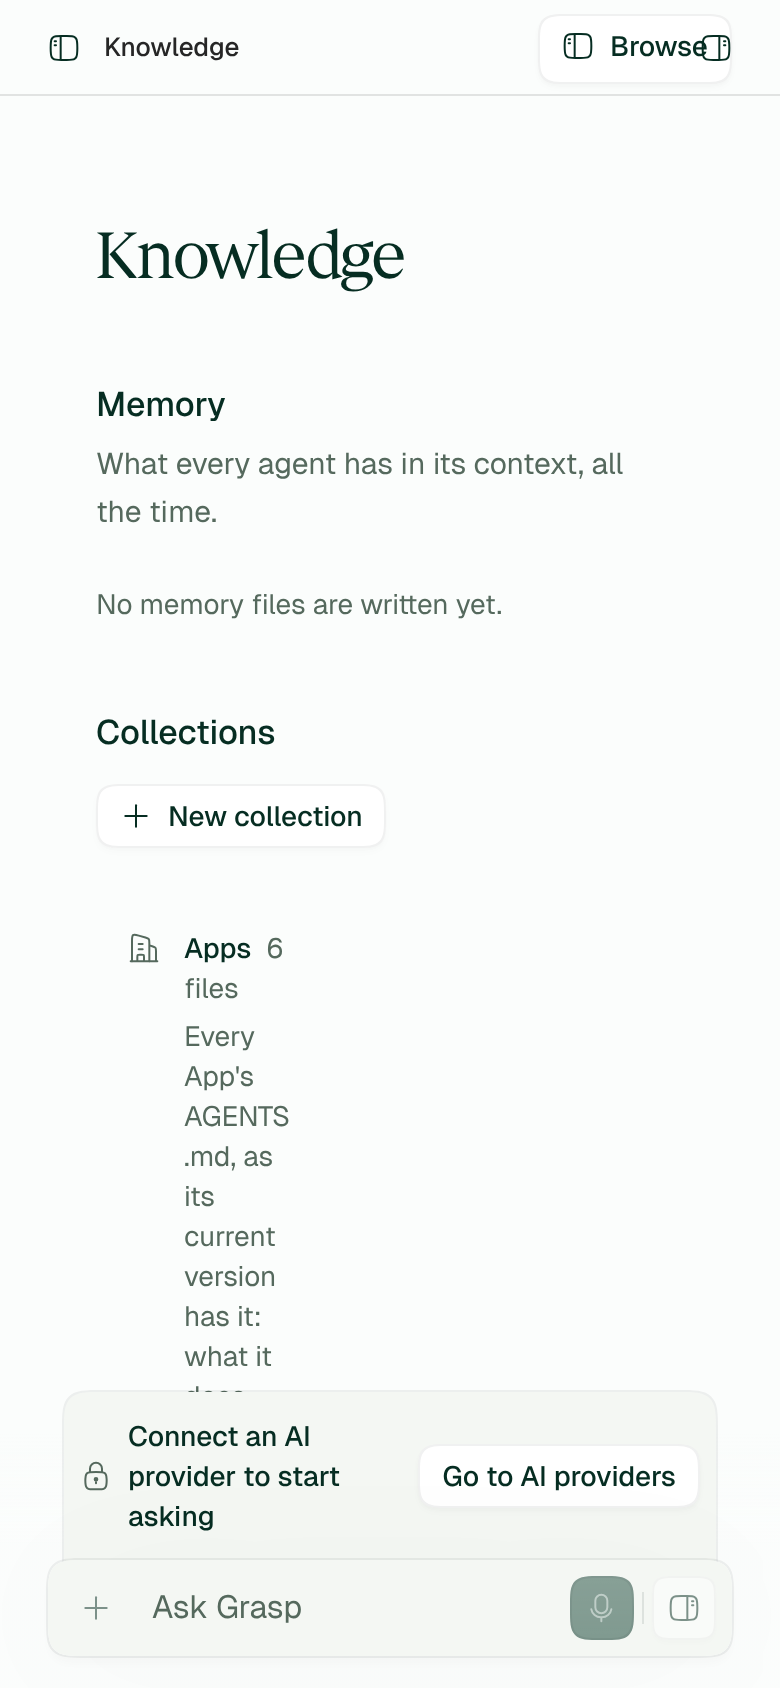 Knowledge
Browse
Knowledge
Memory
What every agent has in its context, all
the time.
No memory files are written yet.
Collections
New collection
Apps 6
files
Every
App's
AGENTS
.md, as
its
current
version
has it:
what it
Connect an AI
provider to start
asking
Go to AI providers
Ask Grasp